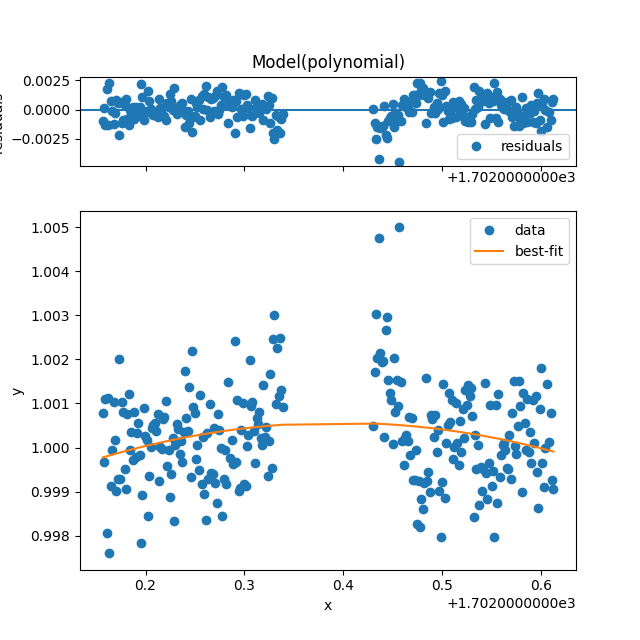 Model(polynomial)
0.0025
0.0000
−0.0025
residuals
+1.7020000000e3
1.005
1.004
1.003
1.002
1.001
1.000
0.999
0.998
y
data
best-fit
0.2 0.3 0.4 0.5 0.6
x
+1.7020000000e3